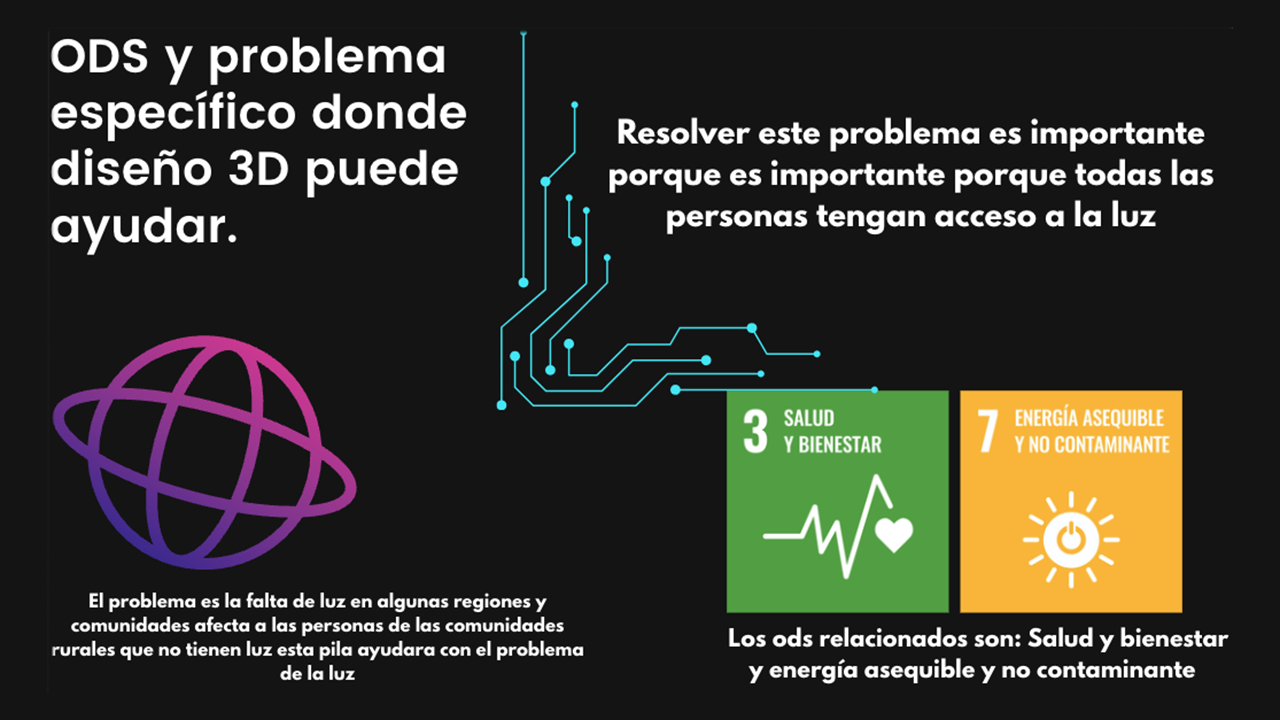 ODS y problema
específico donde
diseño 3D puede
ayudar.
Resolver este problema es importante
porque es importante porque todas las
personas tengan acceso a la luz
El problema es la falta de luz en algunas regiones y
comunidades afecta a las personas de las comunidades
rurales que no tienen luz esta pila ayudara con el problema
de la luz
3 SALUD
Y BIENESTAR
7 ENERGÍA ASEQUIBLE
Y NO CONTAMINANTE
Los ods relacionados son: Salud y bienestar
y energía asequible y no contaminante